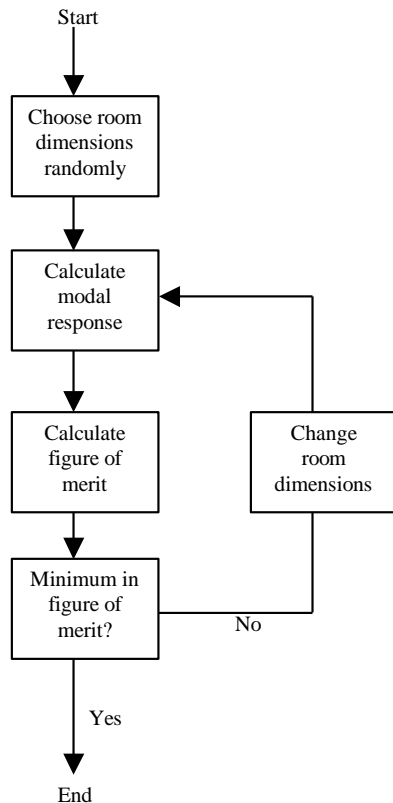 Start
Choose room
dimensions
randomly
Calculate
modal
response
Calculate
figure of
merit
Change
room
dimensions
Minimum in
figure of
merit?
No
Yes
End